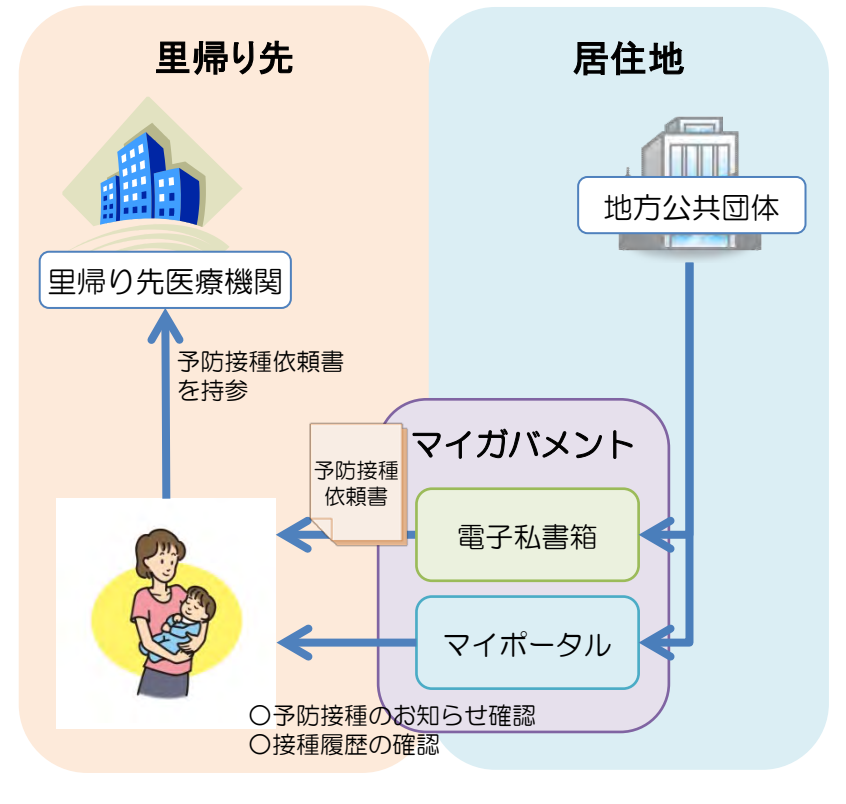 里帰り先
居住地
地方公共団体
里帰り先医療機関
予防接種依頼書
を持参
マイガバメント
予防接種
依頼書
電子私書箱
マイポータル
〇予防接種のお知らせ確認
〇接種履歴の確認